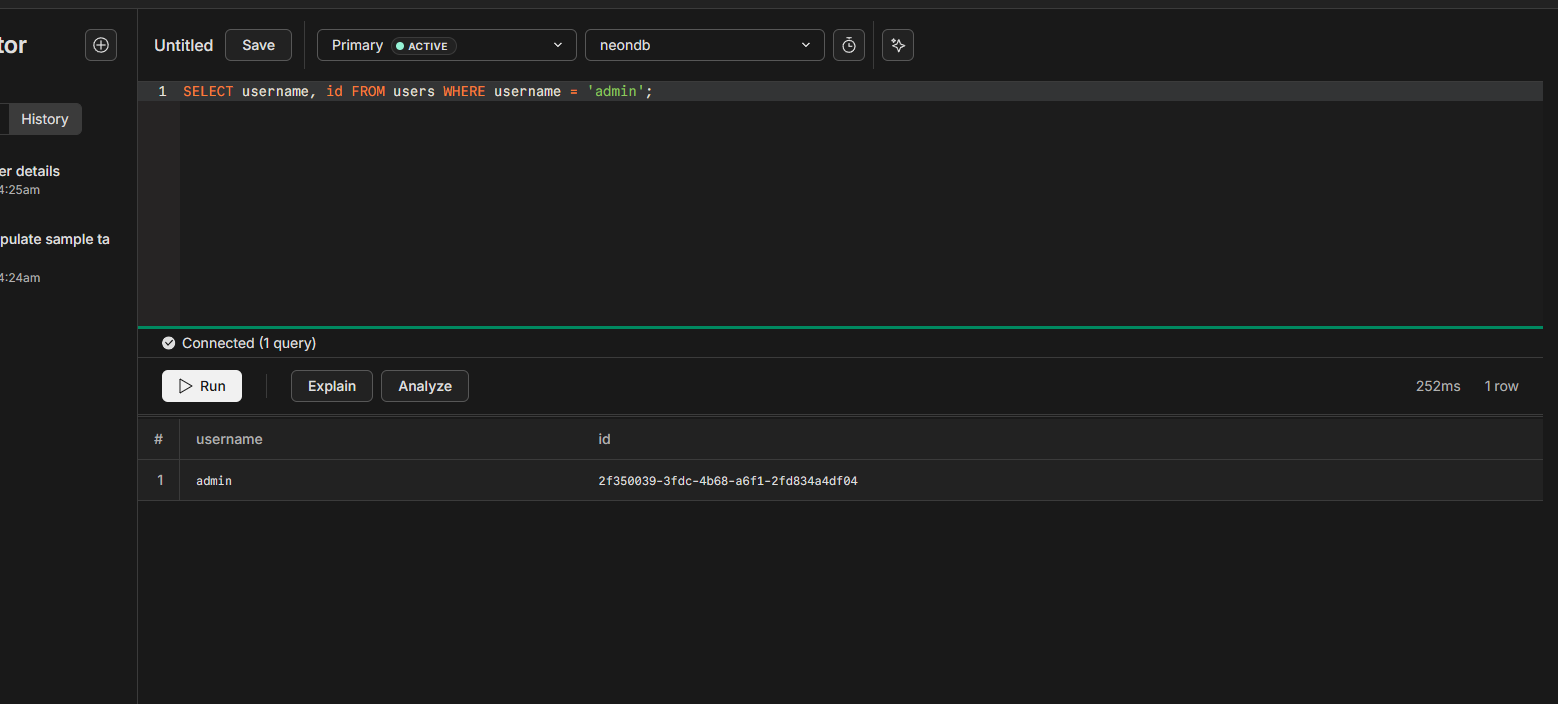 tor
Untitled Save Primary ACTIVE neondb
1 SELECT username, id FROM users WHERE username = 'admin';
History
er details
4:25am
pulate sample ta
4:24am
Connected (1 query)
Run Explain Analyze 252ms 1 row
# username id
1 admin 2f350039-3fdc-4b68-a6f1-2fd834a4df04